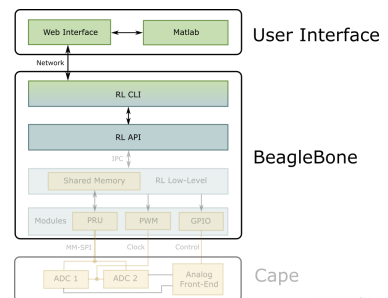 Web Interface
Matlab
User Interface
Network
RL CLI
RL API
BeagleBone
IPC
Shared Memory
RL Low-Level
Modules
PRU
PWM
GPIO
MM-SPI
Clock
Control
ADC 1
ADC 2
Analog
Front-End
Cape